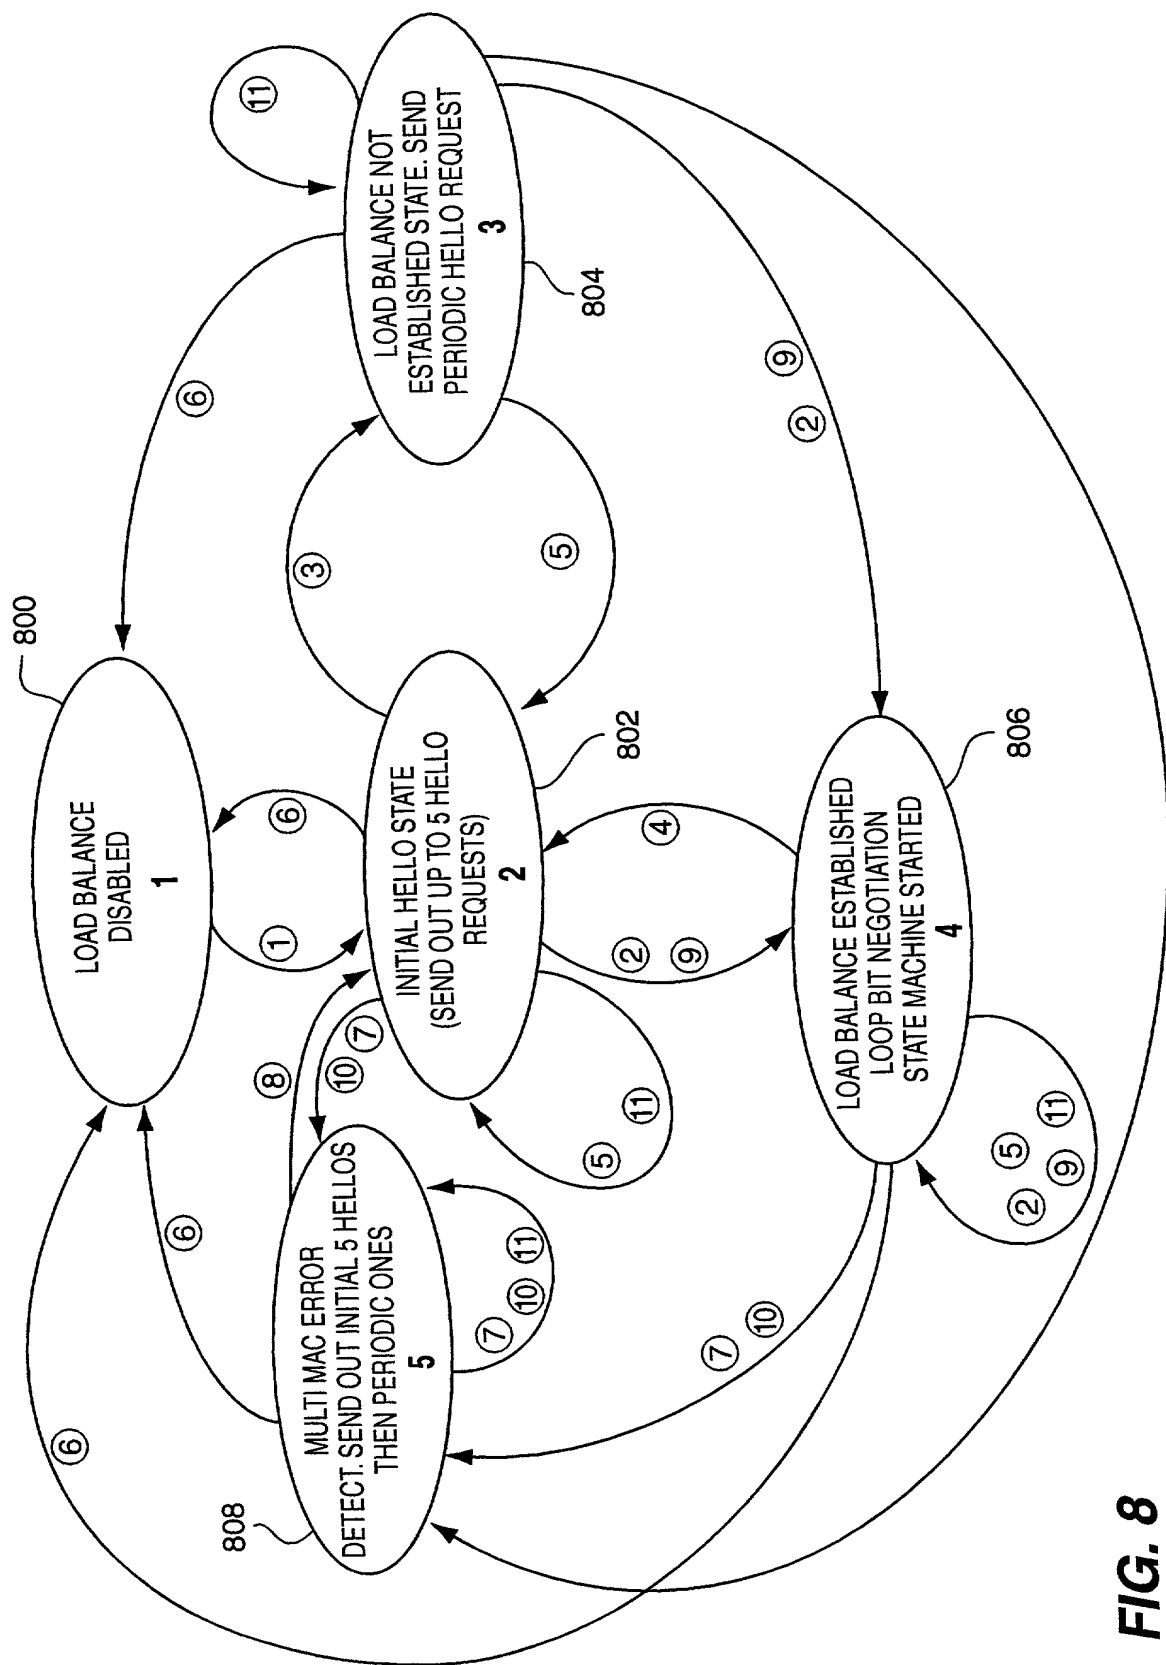 800
LOAD BALANCE
DISABLED
1
⑥
⑥
⑥
⑥
①
⑪
LOAD BALANCE NOT
ESTABLISHED STATE. SEND
PERIODIC HELLO REQUEST
3
804
③
⑤
⑧
⑩ ⑦
INITIAL HELLO STATE
(SEND OUT UP TO 5 HELLO
REQUESTS)
2
802
808
MULTI MAC ERROR
DETECT. SEND OUT INITIAL 5 HELLOS
THEN PERIODIC ONES
5
⑦ ⑩ ⑪
⑤ ⑪
② ⑨
④
② ⑨
⑦ ⑩
LOAD BALANCE ESTABLISHED
LOOP BIT NEGOTIATION
STATE MACHINE STARTED
4
806
② ⑤ ⑨ ⑪
FIG. 8